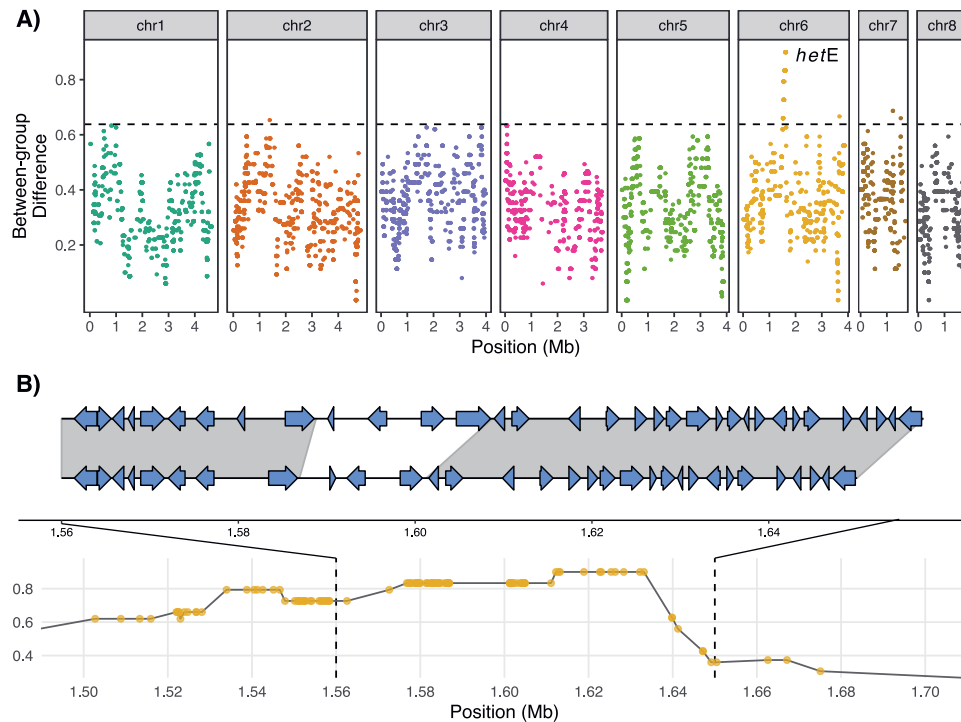 A)
chr1 chr2 chr3 chr4 chr5 chr6 chr7 chr8
hetE
Between-group
Difference
0.8
0.6
0.4
0.2
0 1 2 3 4 0 1 2 3 4 0 1 2 3 4 0 1 2 3 0 1 2 3 4 0 1 2 3 4 0 1 0 1
Position (Mb)
B)
1.56 1.58 1.60 1.62 1.64
0.8
0.6
0.4
1.50 1.52 1.54 1.56 1.58 1.60 1.62 1.64 1.66 1.68 1.70
Position (Mb)